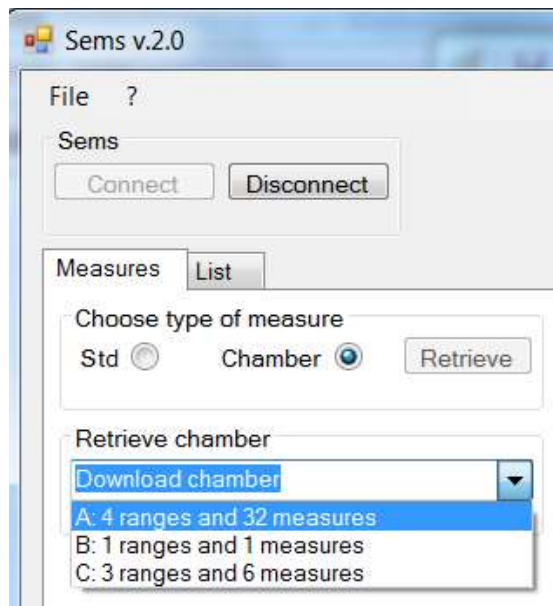 Sems v.2.0
File ?
Sems
Connect Disconnect
Measures List
Choose type of measure
Std Chamber Retrieve
Retrieve chamber
Download chamber
A: 4 ranges and 32 measures
B: 1 ranges and 1 measures
C: 3 ranges and 6 measures